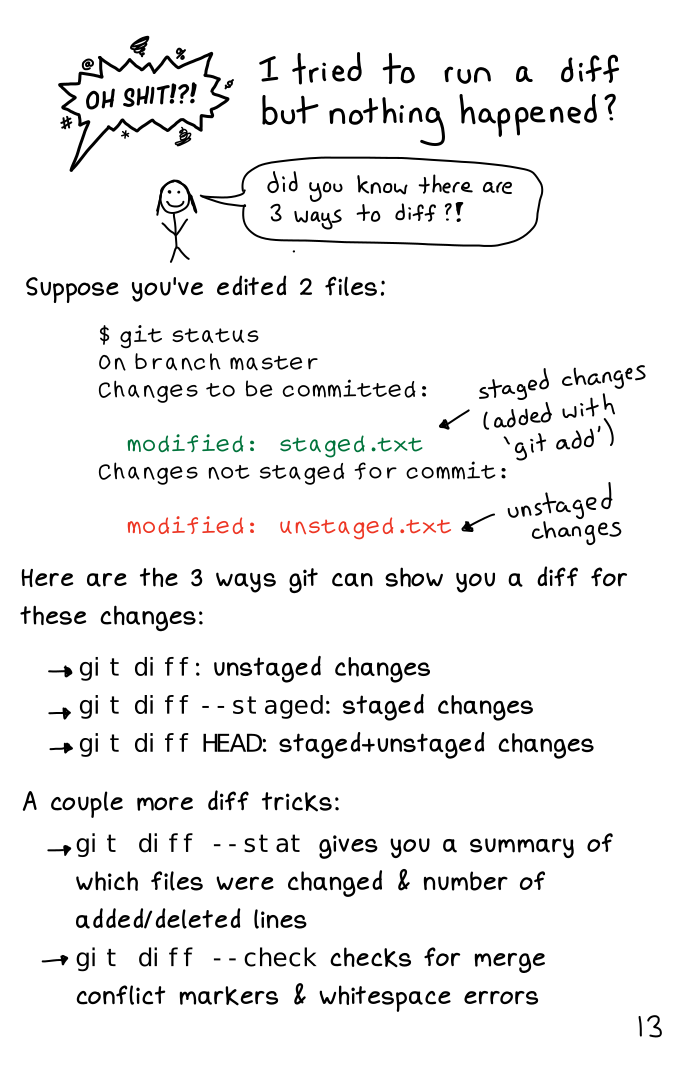 OH SHIT!?!
I tried to run a diff
but nothing happened?
did you know there are
3 ways to diff?!
Suppose you've edited 2 files:
$ git status
On branch master
Changes to be committed:
staged changes
(added with
'git add')
modified: staged.txt
Changes not staged for commit:
modified: unstaged.txt
unstaged
changes
Here are the 3 ways git can show you a diff for
these changes:
→ git diff: unstaged changes
→ git diff --staged: staged changes
→ git diff HEAD: staged+unstaged changes
A couple more diff tricks:
→ git diff --stat gives you a summary of
which files were changed & number of
added/deleted lines
→ git diff --check checks for merge
conflict markers & whitespace errors
13